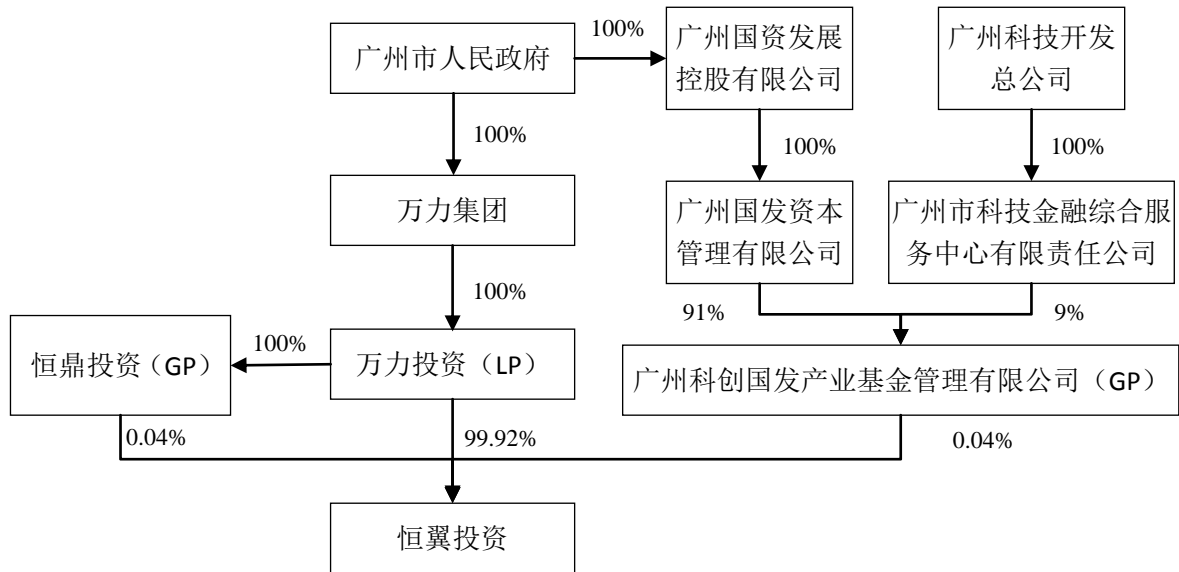 广州市人民政府
100%
广州国资发展
控股有限公司
广州科技开发
总公司
100%
100%
100%
万力集团
广州国发资本
管理有限公司
广州市科技金融综合服
务中心有限责任公司
100%
91%
9%
恒鼎投资（GP）
100%
万力投资（LP）
广州科创国发产业基金管理有限公司（GP）
0.04%
99.92%
0.04%
恒翼投资